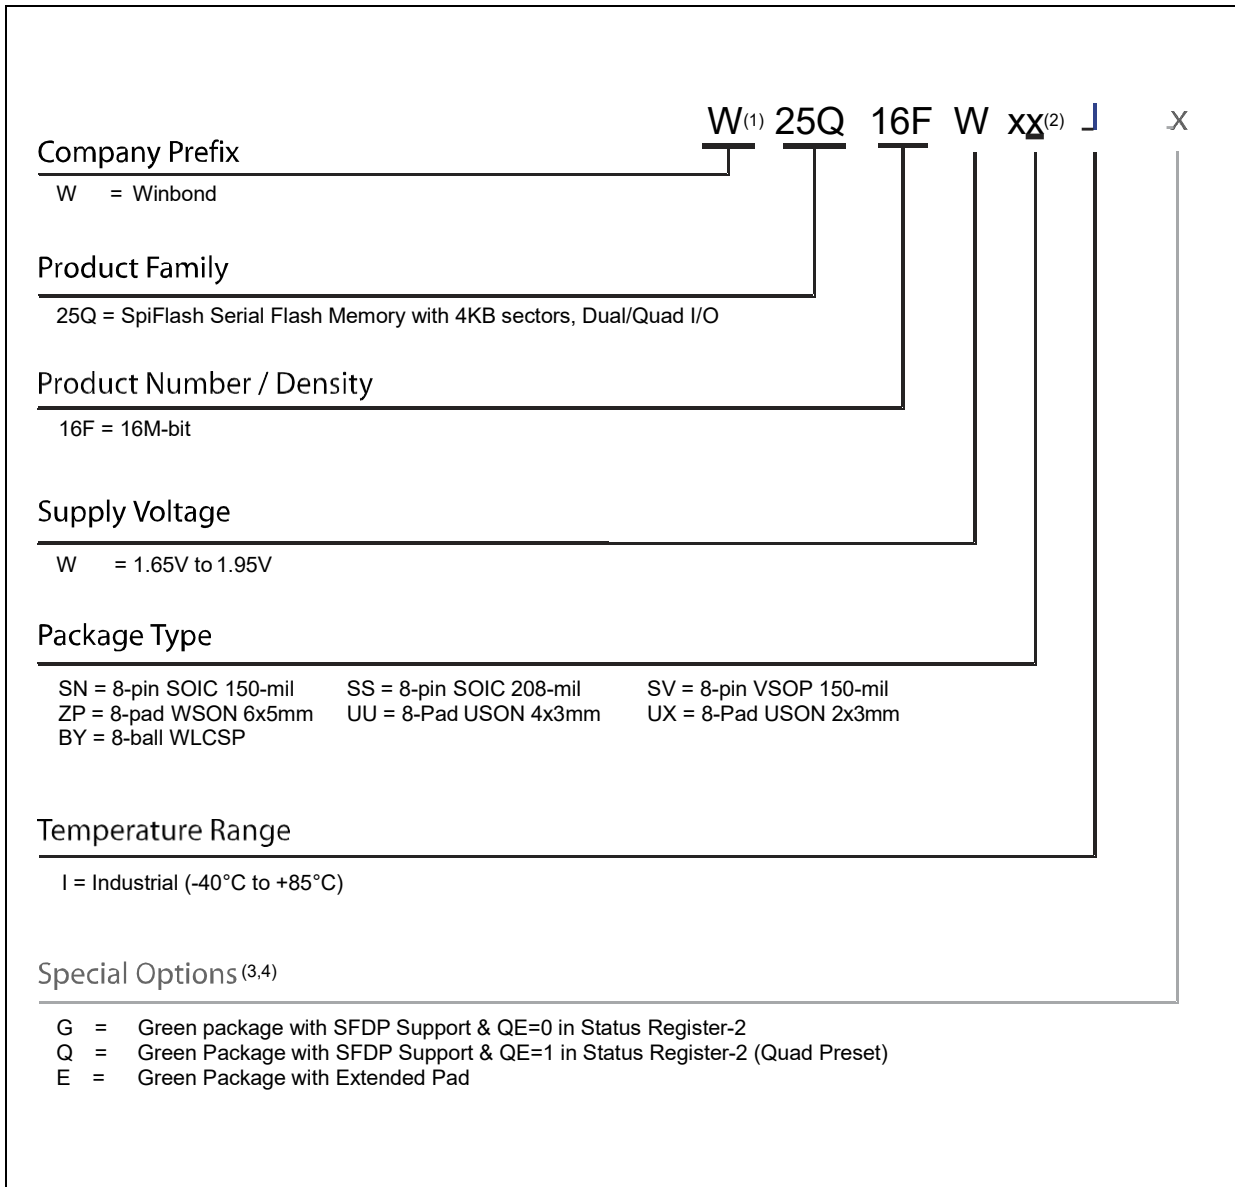 W(1) 25Q 16F W xx(2) I x
Company Prefix
W = Winbond
Product Family
25Q = SpiFlash Serial Flash Memory with 4KB sectors, Dual/Quad I/O
Product Number / Density
16F = 16M-bit
Supply Voltage
W = 1.65V to 1.95V
Package Type
SN = 8-pin SOIC 150-mil SS = 8-pin SOIC 208-mil SV = 8-pin VSOP 150-mil
ZP = 8-pad WSON 6x5mm UU = 8-Pad USON 4x3mm UX = 8-Pad USON 2x3mm
BY = 8-ball WLCSP
Temperature Range
I = Industrial (-40°C to +85°C)
Special Options (3,4)
G = Green package with SFDP Support & QE=0 in Status Register-2
Q = Green Package with SFDP Support & QE=1 in Status Register-2 (Quad Preset)
E = Green Package with Extended Pad